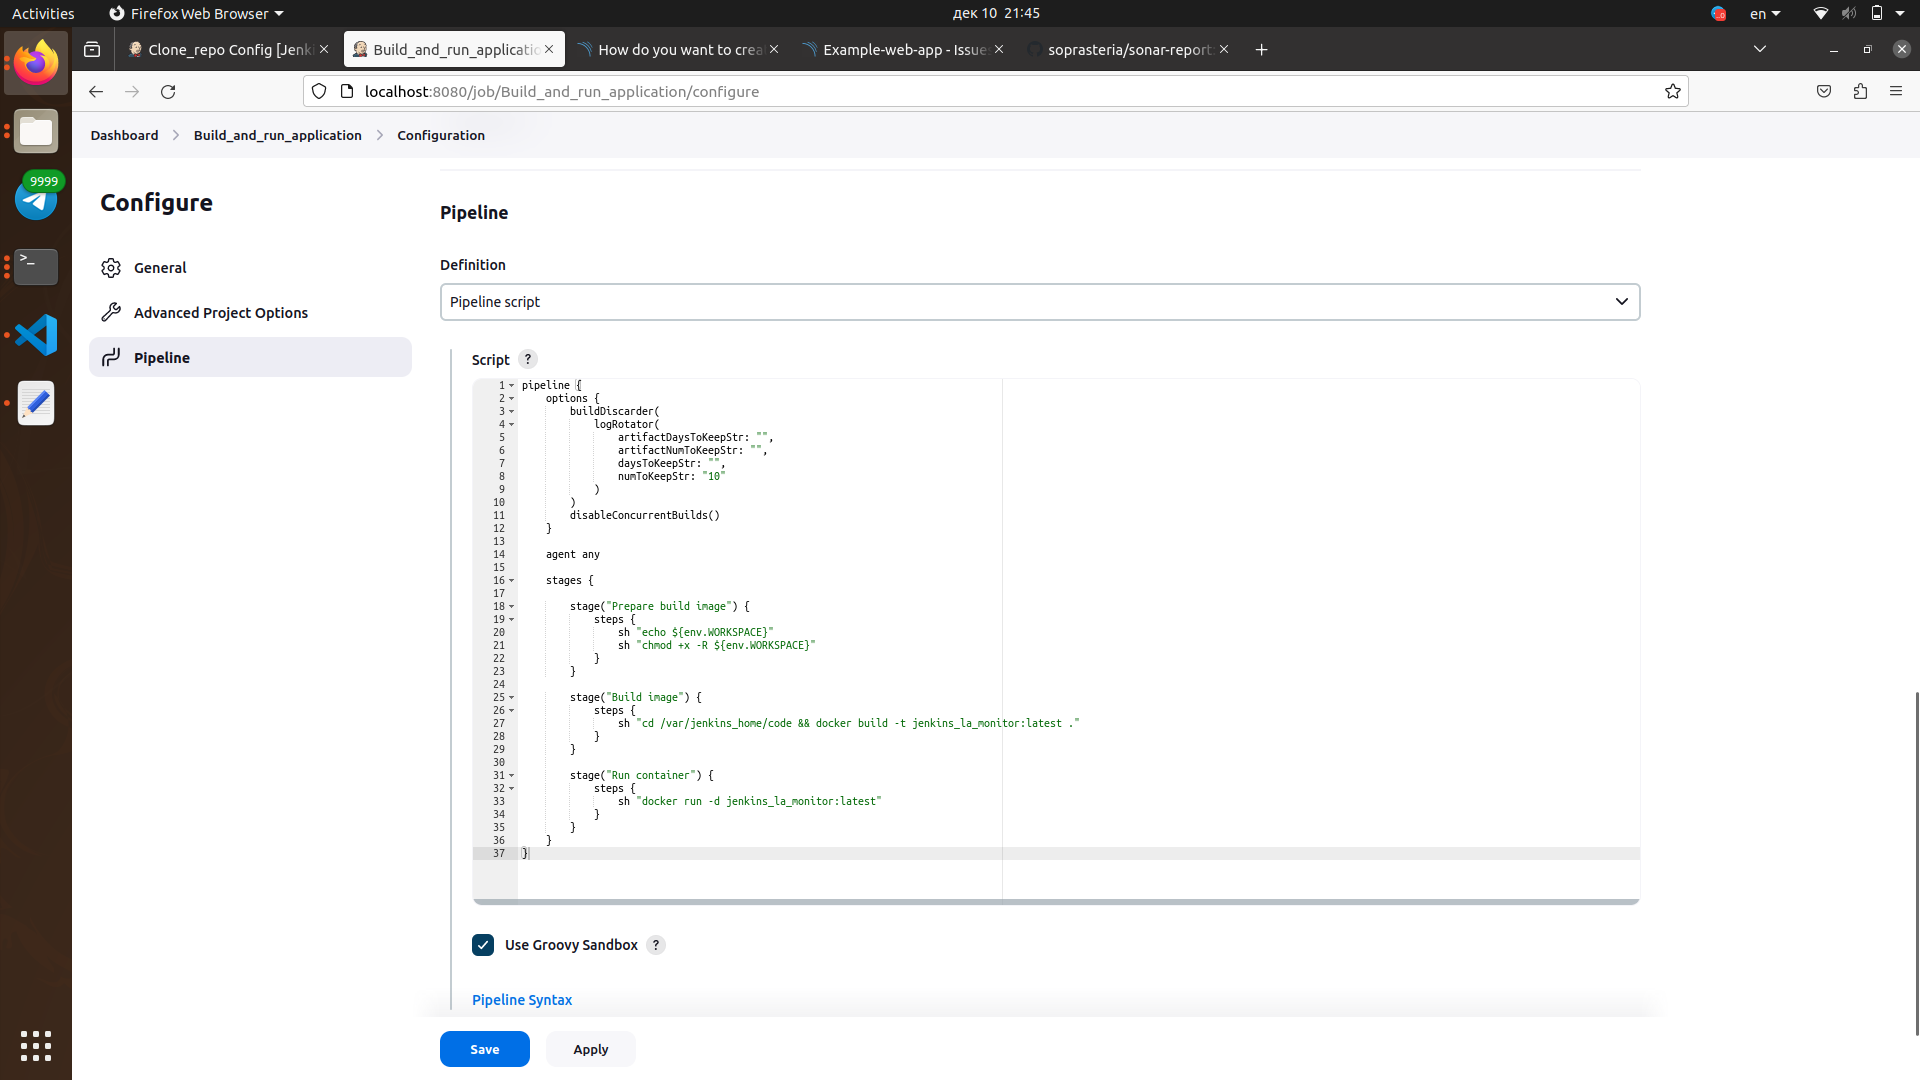 Activities
Firefox Web Browser
дек 10 21:45
en
Clone_repo Config [Jenk
Build_and_run_applicatio
How do you want to crea
Example-web-app - Issue
soprasteria/sonar-report
localhost:8080/job/Build_and_run_application/configure
9999
Dashboard
Build_and_run_application
Configuration
Configure
General
Advanced Project Options
Pipeline
Pipeline
Definition
Pipeline script
Script ?
1 pipeline {
2     options {
3         buildDiscarder(
4             logRotator(
5                 artifactDaysToKeepStr: "",
6                 artifactNumToKeepStr: "",
7                 daysToKeepStr: "",
8                 numToKeepStr: "10"
9             )
10         )
11         disableConcurrentBuilds()
12     }
13
14     agent any
15
16     stages {
17
18         stage("Prepare build image") {
19             steps {
20                 sh "echo ${env.WORKSPACE}"
21                 sh "chmod +x -R ${env.WORKSPACE}"
22             }
23         }
24
25         stage("Build image") {
26             steps {
27                 sh "cd /var/jenkins_home/code && docker build -t jenkins_la_monitor:latest ."
28             }
29         }
30
31         stage("Run container") {
32             steps {
33                 sh "docker run -d jenkins_la_monitor:latest"
34             }
35         }
36     }
37 }
Use Groovy Sandbox ?
Pipeline Syntax
Save
Apply